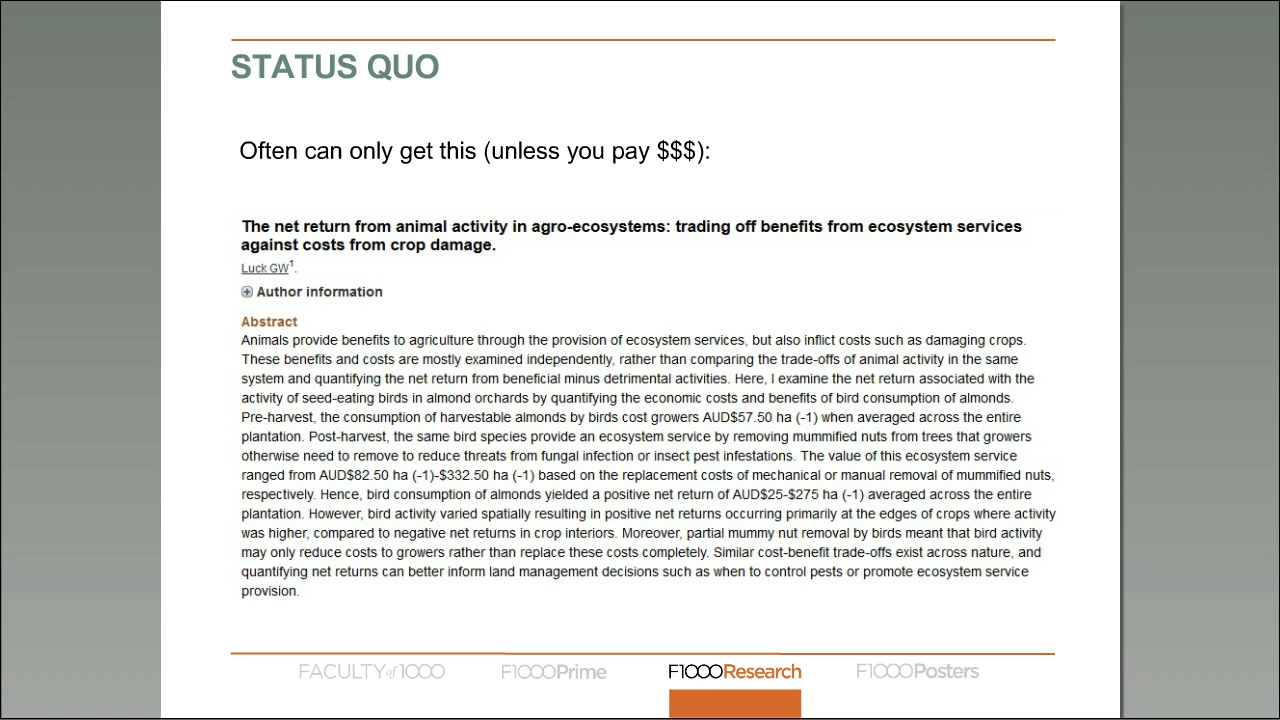 STATUS QUO
Often can only get this (unless you pay $$$):
The net return from animal activity in agro-ecosystems: trading off benefits from ecosystem services
against costs from crop damage.
Luck GW1.
Author information
Abstract
Animals provide benefits to agriculture through the provision of ecosystem services, but also inflict costs such as damaging crops.
These benefits and costs are mostly examined independently, rather than comparing the trade-offs of animal activity in the same
system and quantifying the net return from beneficial minus detrimental activities. Here, I examine the net return associated with the
activity of seed-eating birds in almond orchards by quantifying the economic costs and benefits of bird consumption of almonds.
Pre-harvest, the consumption of harvestable almonds by birds cost growers AUD$57.50 ha (-1) when averaged across the entire
plantation. Post-harvest, the same bird species provide an ecosystem service by removing mummified nuts from trees that growers
otherwise need to remove to reduce threats from fungal infection or insect pest infestations. The value of this ecosystem service
ranged from AUD$82.50 ha (-1)-$332.50 ha (-1) based on the replacement costs of mechanical or manual removal of mummified nuts,
respectively. Hence, bird consumption of almonds yielded a positive net return of AUD$25-$275 ha (-1) averaged across the entire
plantation. However, bird activity varied spatially resulting in positive net returns occurring primarily at the edges of crops where activity
was higher, compared to negative net returns in crop interiors. Moreover, partial mummy nut removal by birds meant that bird activity
may only reduce costs to growers rather than replace these costs completely. Similar cost-benefit trade-offs exist across nature, and
quantifying net returns can better inform land management decisions such as when to control pests or promote ecosystem service
provision.
FACULTY of 1000 F1000Prime F1000Research F1000Posters